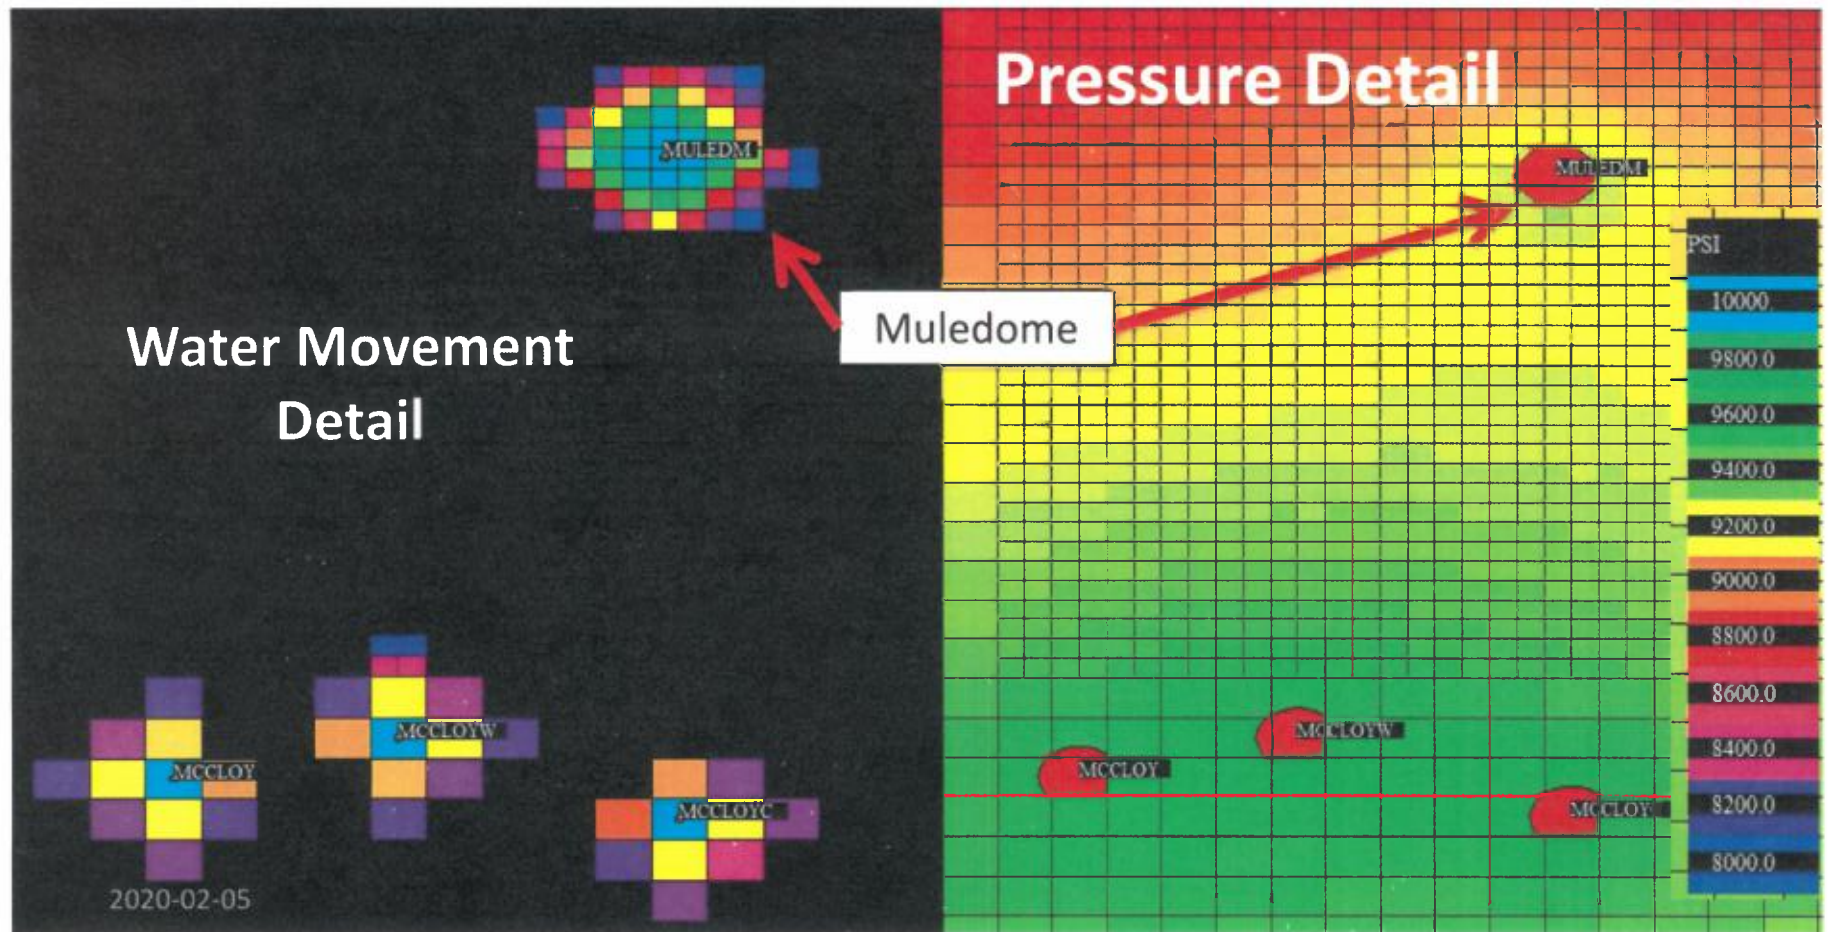 Pressure Detail
MULEDM
MULEDM
Muledome
Water Movement
Detail
PSI
10000.
9800.0
9600.0
9400.0
9200.0
9000.0
8800.0
8600.0
8400.0
8200.0
8000.0
MCCLOYW
MCCLOY
MCCLOYC
MCCLOYW
MCCLOY
MCCLOY
2020-02-05